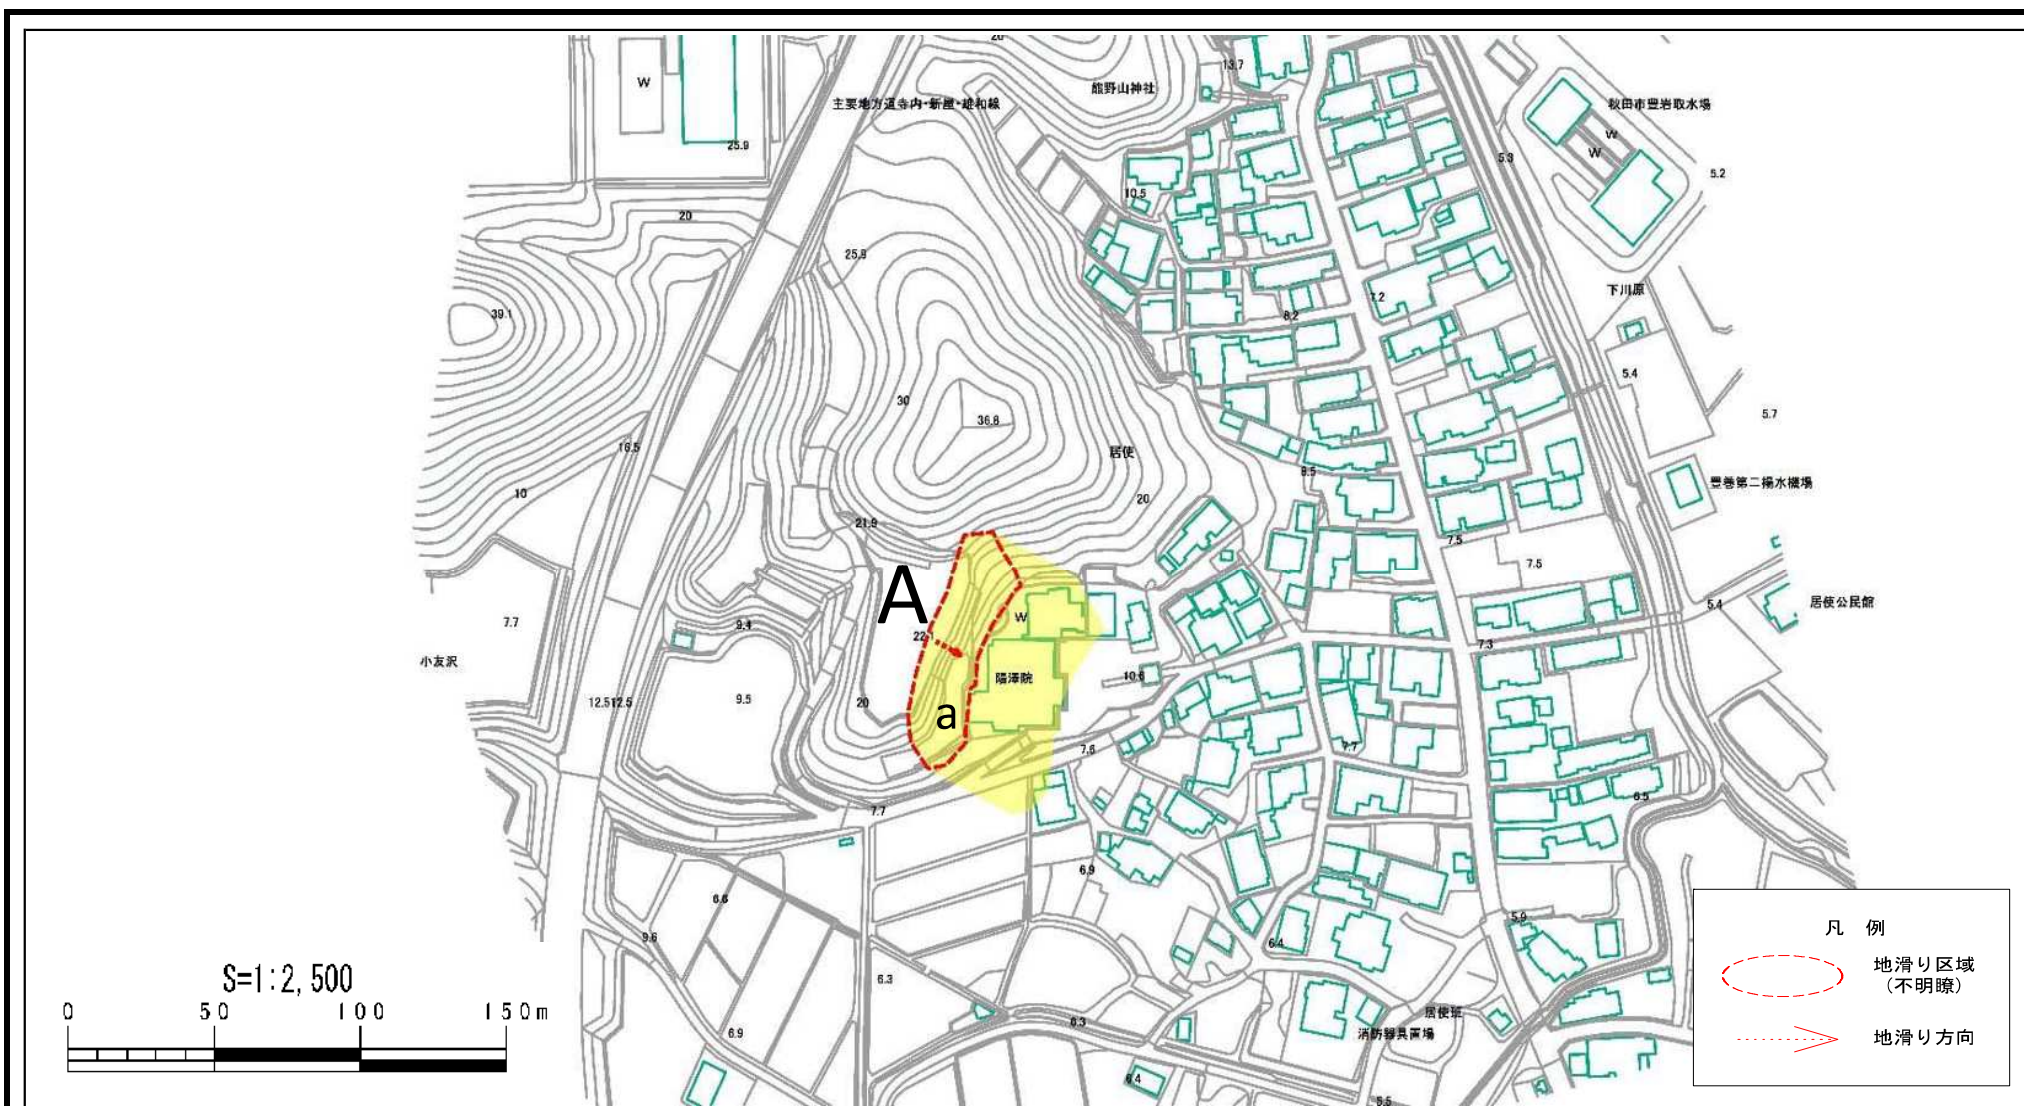 20
13.7
W
熊野山神社
主要地方道寺内・新屋・雄和線
秋田市豊岩取水場
25.9
W
W
5.3
5.2
10.5
20
25.8
下川原
7.2
39.1
8.2
5.4
30
36.8
5.7
16.5
居使
8.5
10
20
豊巻第二揚水機場
21.9
7.5
7.5
A
居使公民館
5.4
7.7
9.4
W
22.1
7.3
小友沢
10.6
陽澤院
9.5
12.5
12.5
20
a
7.6
7.7
6.5
7.7
6.9
6.6
5.9
凡 例
地滑り区域
(不明瞭)
9.6
6.4
S=1:2,500
6.3
0 50 100 150m
居使班
6.3
消防器具置場
6.9
地滑り方向
6.4
5.5